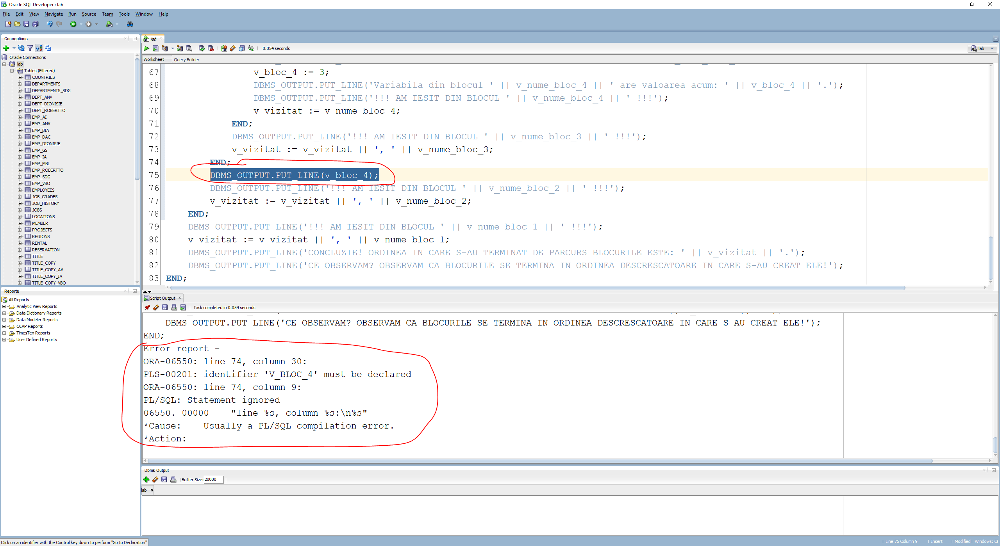 Oracle SQL Developer : lab
File Edit View Navigate Run Source Team Tools Window Help
Connections
Oracle Connections
lab
Tables (Filtered)
COUNTRIES
DEPARTMENTS
DEPARTMENTS_SDG
DEPT_ANV
DEPT_DIONISIE
DEPT_ROBERTTO
EMP_AI
EMP_ANV
EMP_BIA
EMP_DAC
EMP_DIONISIE
EMP_GS
EMP_IA
EMP_MBL
EMP_ROBERTTO
EMP_SDG
EMP_VBO
EMPLOYEES
JOB_GRADES
JOB_HISTORY
JOBS
LOCATIONS
MEMBER
PROJECTS
REGIONS
RENTAL
RESERVATION
TITLE
TITLE_COPY
TITLE_COPY_AV
TITLE_COPY_IA
TITLE_COPY_VBO
Reports
All Reports
Analytic View Reports
Data Dictionary Reports
Data Modeler Reports
OLAP Reports
TimesTen Reports
User Defined Reports
lab
0.054 seconds
lab
Worksheet Query Builder
67 v_bloc_4 := 3;
68 DBMS_OUTPUT.PUT_LINE('Variabila din blocul ' || v_nume_bloc_4 || ' are valoarea acum: ' || v_bloc_4 || '.');
69 DBMS_OUTPUT.PUT_LINE('!!! AM IESIT DIN BLOCUL ' || v_nume_bloc_4 || ' !!!');
70 v_vizitat := v_nume_bloc_4;
71 END;
72 DBMS_OUTPUT.PUT_LINE('!!! AM IESIT DIN BLOCUL ' || v_nume_bloc_3 || ' !!!');
73 v_vizitat := v_vizitat || ', ' || v_nume_bloc_3;
74 END;
75 DBMS_OUTPUT.PUT_LINE(v_bloc_4);
76 DBMS_OUTPUT.PUT_LINE('!!! AM IESIT DIN BLOCUL ' || v_nume_bloc_2 || ' !!!');
77 v_vizitat := v_vizitat || ', ' || v_nume_bloc_2;
78 END;
79 DBMS_OUTPUT.PUT_LINE('!!! AM IESIT DIN BLOCUL ' || v_nume_bloc_1 || ' !!!');
80 v_vizitat := v_vizitat || ', ' || v_nume_bloc_1;
81 DBMS_OUTPUT.PUT_LINE('CONCLUZIE! ORDINEA IN CARE S-AU TERMINAT DE PARCURS BLOCURILE ESTE: ' || v_vizitat || '.');
82 DBMS_OUTPUT.PUT_LINE('CE OBSERVAM? OBSERVAM CA BLOCURILE SE TERMINA IN ORDINEA DESCRESCATOARE IN CARE S-AU CREAT ELE!');
83 END;
Script Output
Task completed in 0.054 seconds
DBMS_OUTPUT.PUT_LINE('CE OBSERVAM? OBSERVAM CA BLOCURILE SE TERMINA IN ORDINEA DESCRESCATOARE IN CARE S-AU CREAT ELE!');
END;
Error report -
ORA-06550: line 74, column 30:
PLS-00201: identifier 'V_BLOC_4' must be declared
ORA-06550: line 74, column 9:
PL/SQL: Statement ignored
06550. 00000 -  "line %s, column %s:\n%s"
*Cause:    Usually a PL/SQL compilation error.
*Action:
Dbms Output
Buffer Size: 20000
lab
Click on an identifier with the Control key down to perform "Go to Declaration"
Line 75 Column 9 Insert Modified Windows: CF